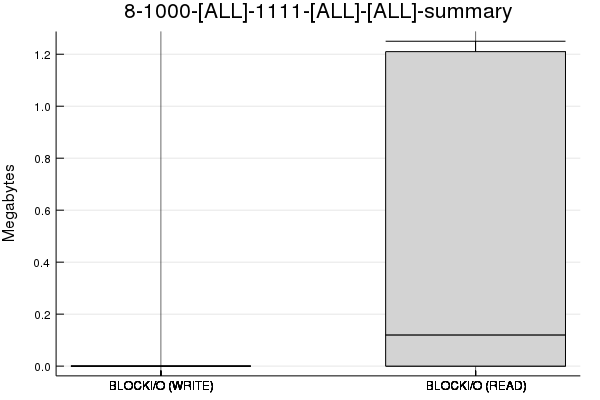 8-1000-[ALL]-1111-[ALL]-[ALL]-summary
1.2
1.0
0.8
0.6
0.4
0.2
0.0
Megabytes
BLOCKI/O (WRITE)
BLOCKI/O (READ)